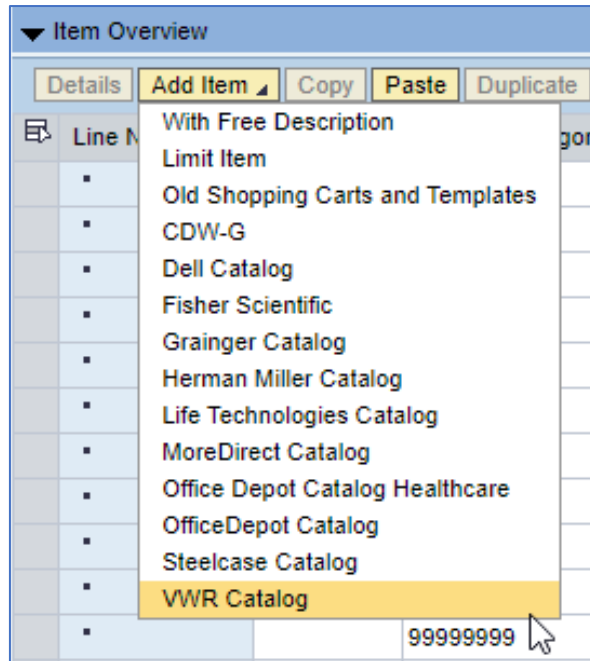 Item Overview
Details Add Item Copy Paste Duplicate
With Free Description
Limit Item
Old Shopping Carts and Templates
CDW-G
Dell Catalog
Fisher Scientific
Grainger Catalog
Herman Miller Catalog
Life Technologies Catalog
MoreDirect Catalog
Office Depot Catalog Healthcare
OfficeDepot Catalog
Steelcase Catalog
VWR Catalog
Line
99999999